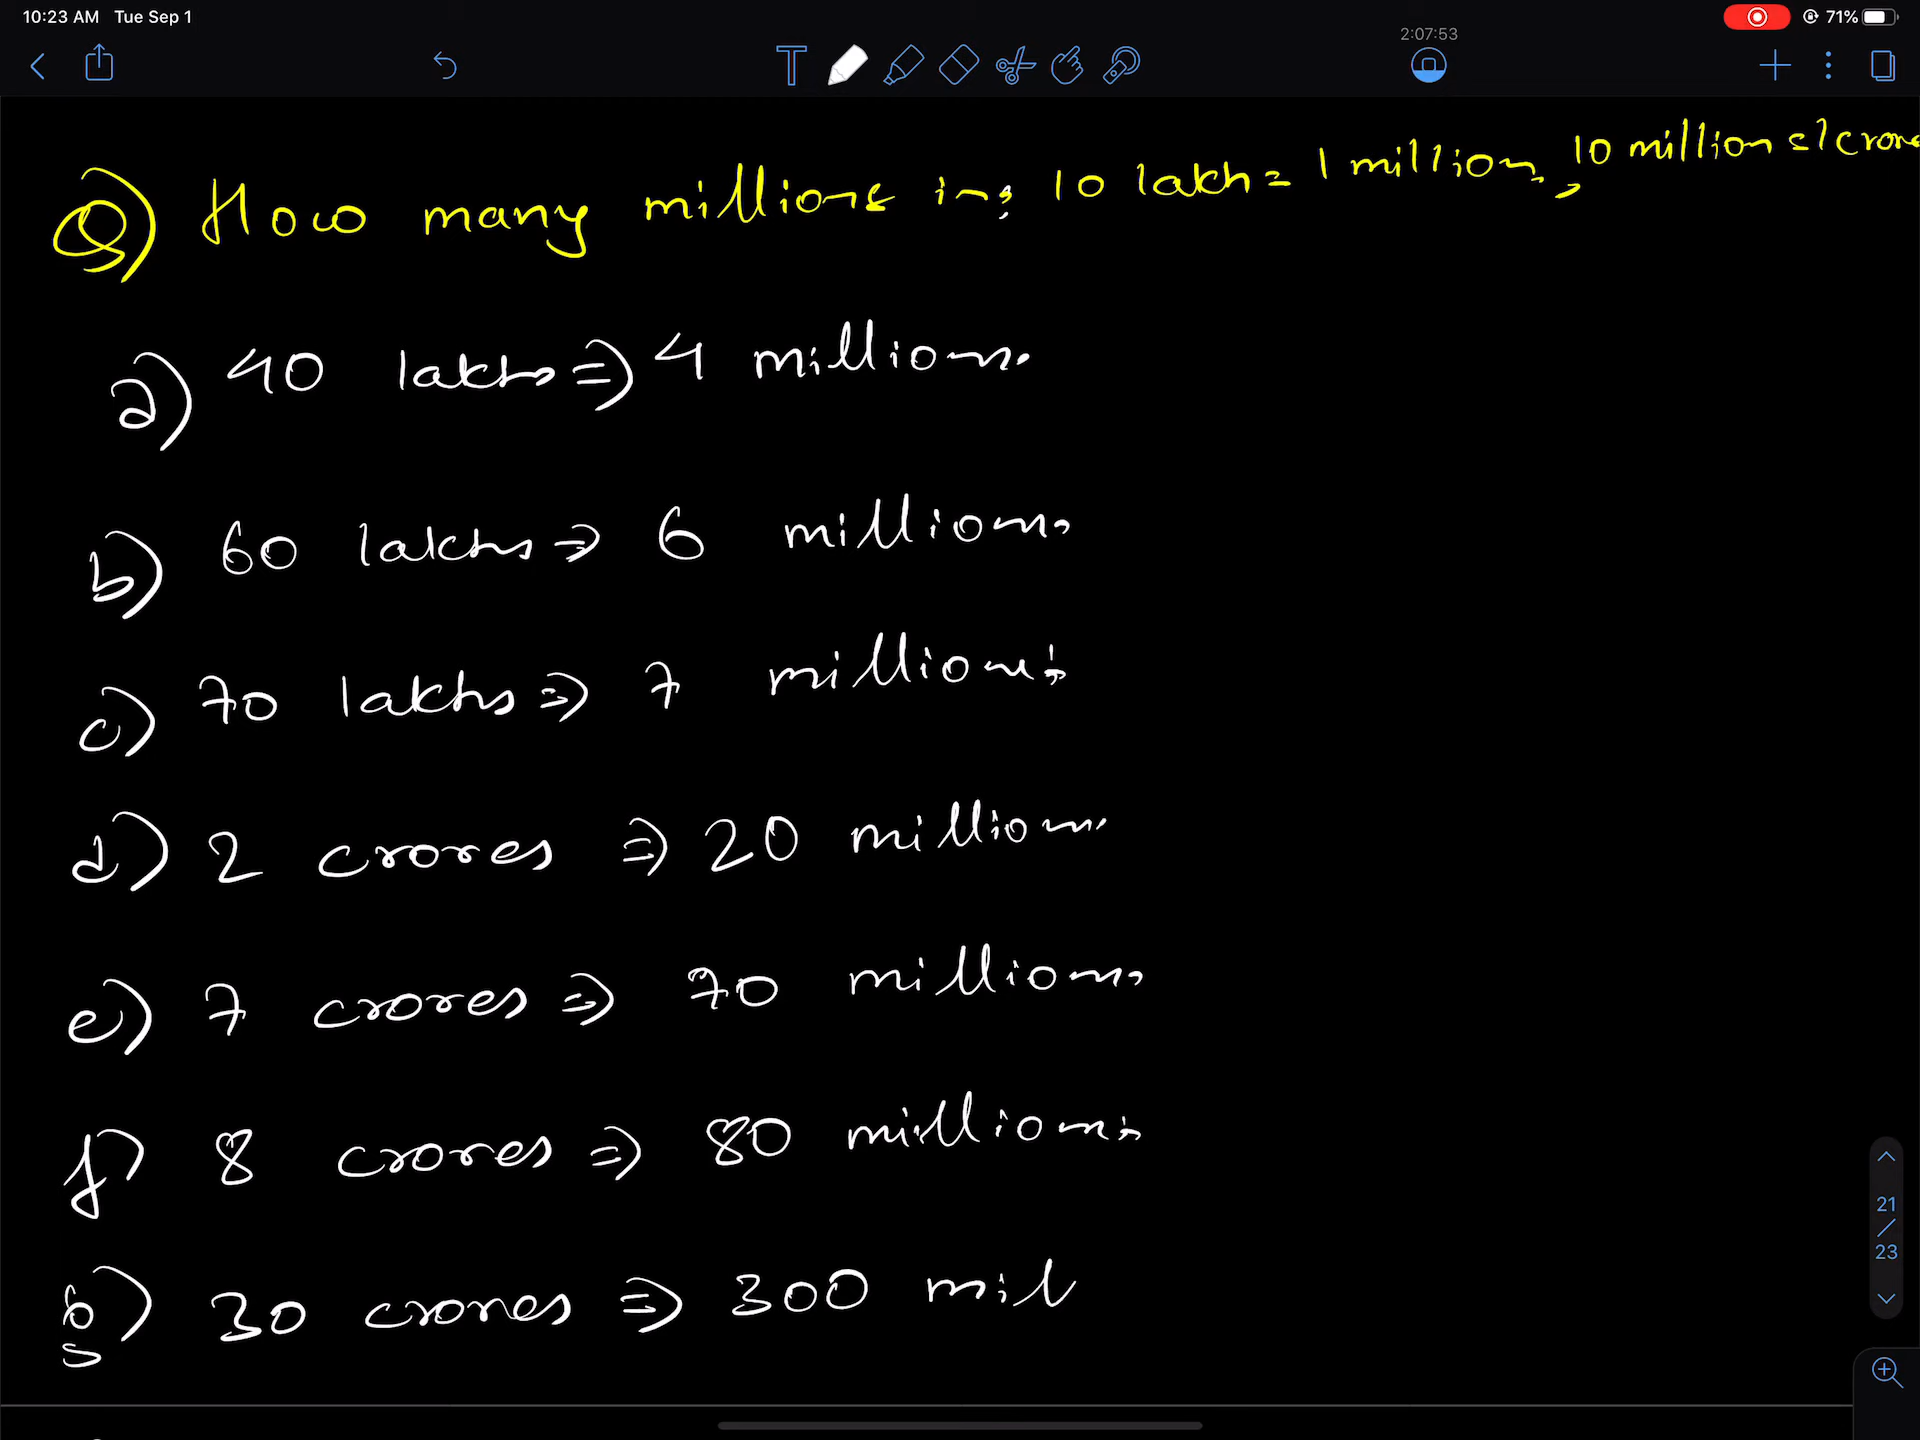 10:23 AM Tue Sep 1
71%
2:07:53
T
Q) How many millions in; 10 lakh = 1 million, 10 million = 1 crore
a) 40 lakhs => 4 millions
b) 60 lakhs => 6 millions
c) 70 lakhs => 7 millions
d) 2 crores => 20 millions
e) 7 crores => 70 millions
f) 8 crores => 80 millions
g) 30 crores => 300 mil
21
/
23